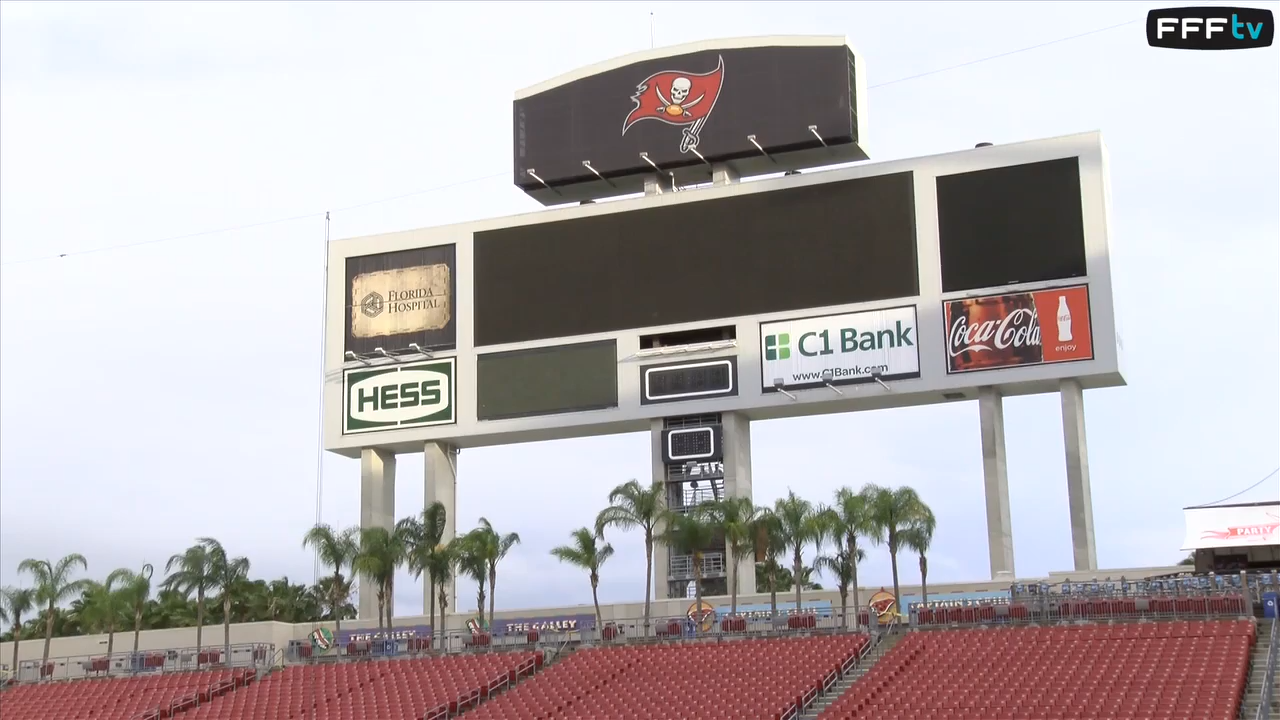 FFFtv
FLORIDA
HOSPITAL
HESS
C1 Bank
www.C1Bank.com
Coca-Cola
enjoy
PARTY
THE GALLEY
THE GALLEY